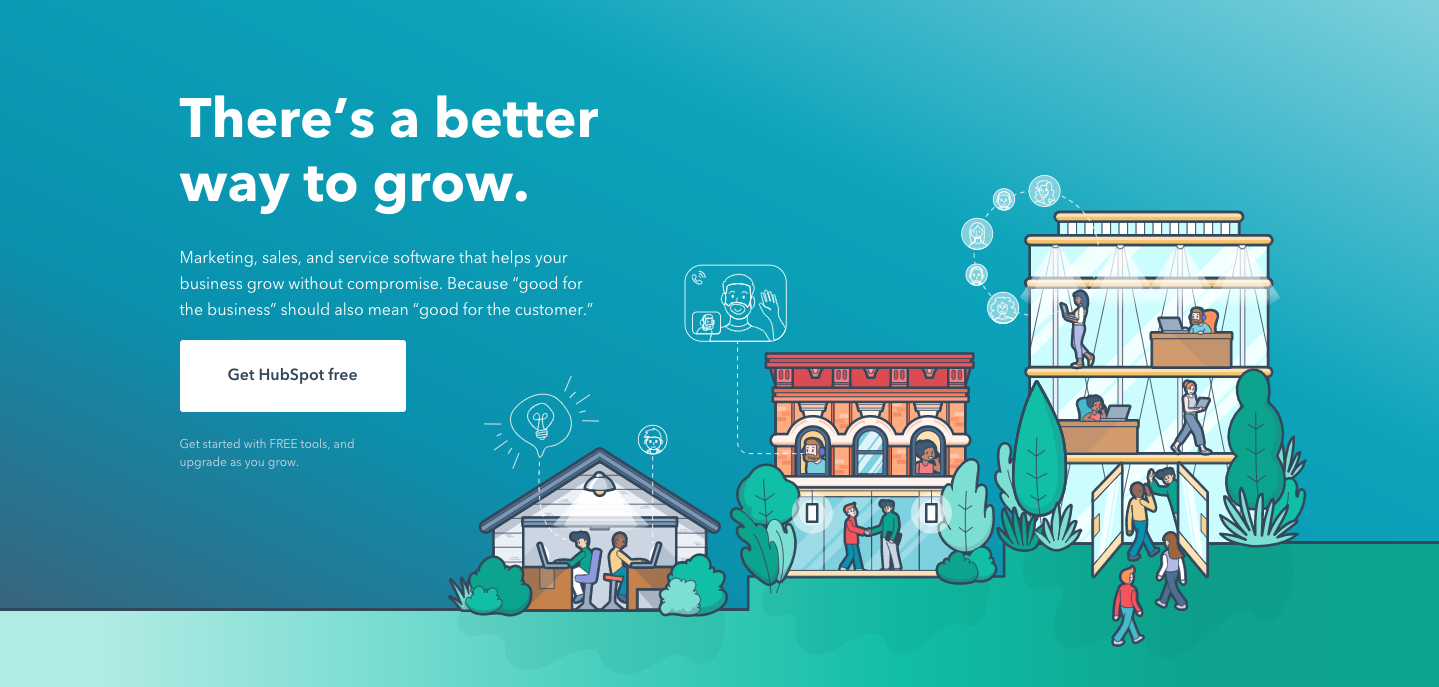 There’s a better
way to grow.
Marketing, sales, and service software that helps your
business grow without compromise. Because “good for
the business” should also mean “good for the customer.”
Get HubSpot free
Get started with FREE tools, and
upgrade as you grow.